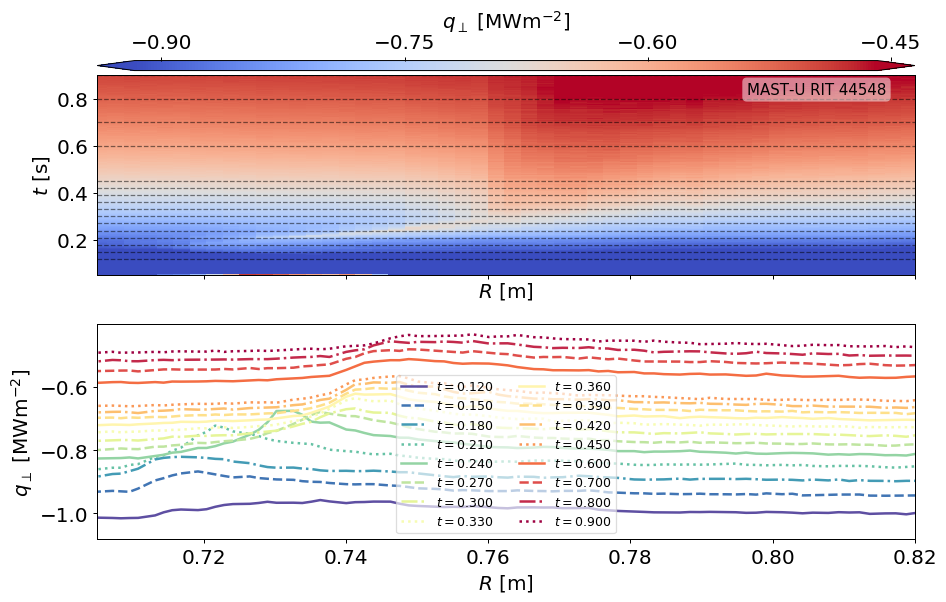 q⊥ [MWm⁻²]
−0.90 −0.75 −0.60 −0.45
MAST-U RIT 44548
0.8
0.6
0.4
0.2
t [s]
R [m]
−0.6
−0.8
−1.0
q⊥ [MWm⁻²]
t = 0.120
t = 0.150
t = 0.180
t = 0.210
t = 0.240
t = 0.270
t = 0.300
t = 0.330
t = 0.360
t = 0.390
t = 0.420
t = 0.450
t = 0.600
t = 0.700
t = 0.800
t = 0.900
0.72 0.74 0.76 0.78 0.80 0.82
R [m]